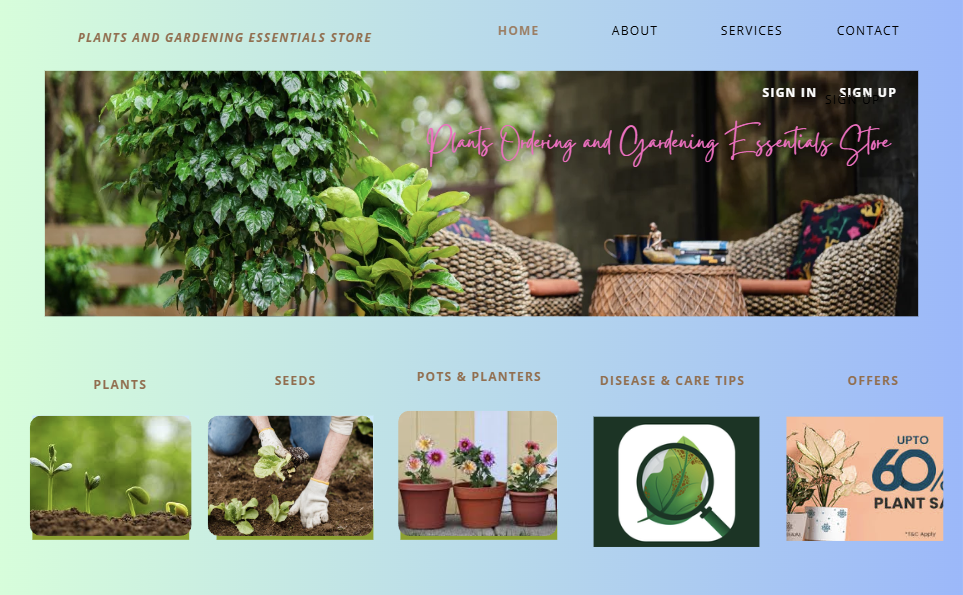 PLANTS AND GARDENING ESSENTIALS STORE
HOME ABOUT SERVICES CONTACT
SIGN IN SIGN UP
SIGN UP
Plants Ordering and Gardening Essentials Store
PLANTS SEEDS POTS & PLANTERS DISEASE & CARE TIPS OFFERS
UPTO
60%
PLANT SA
*T&C Apply